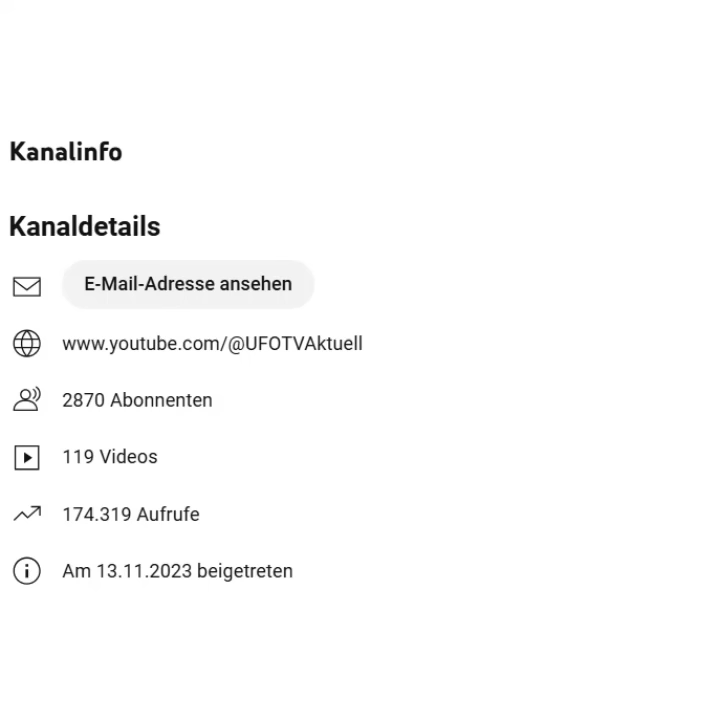 Kanalinfo
Kanaldetails
E-Mail-Adresse ansehen
www.youtube.com/@UFOTVAktuell
2870 Abonnenten
119 Videos
174.319 Aufrufe
Am 13.11.2023 beigetreten